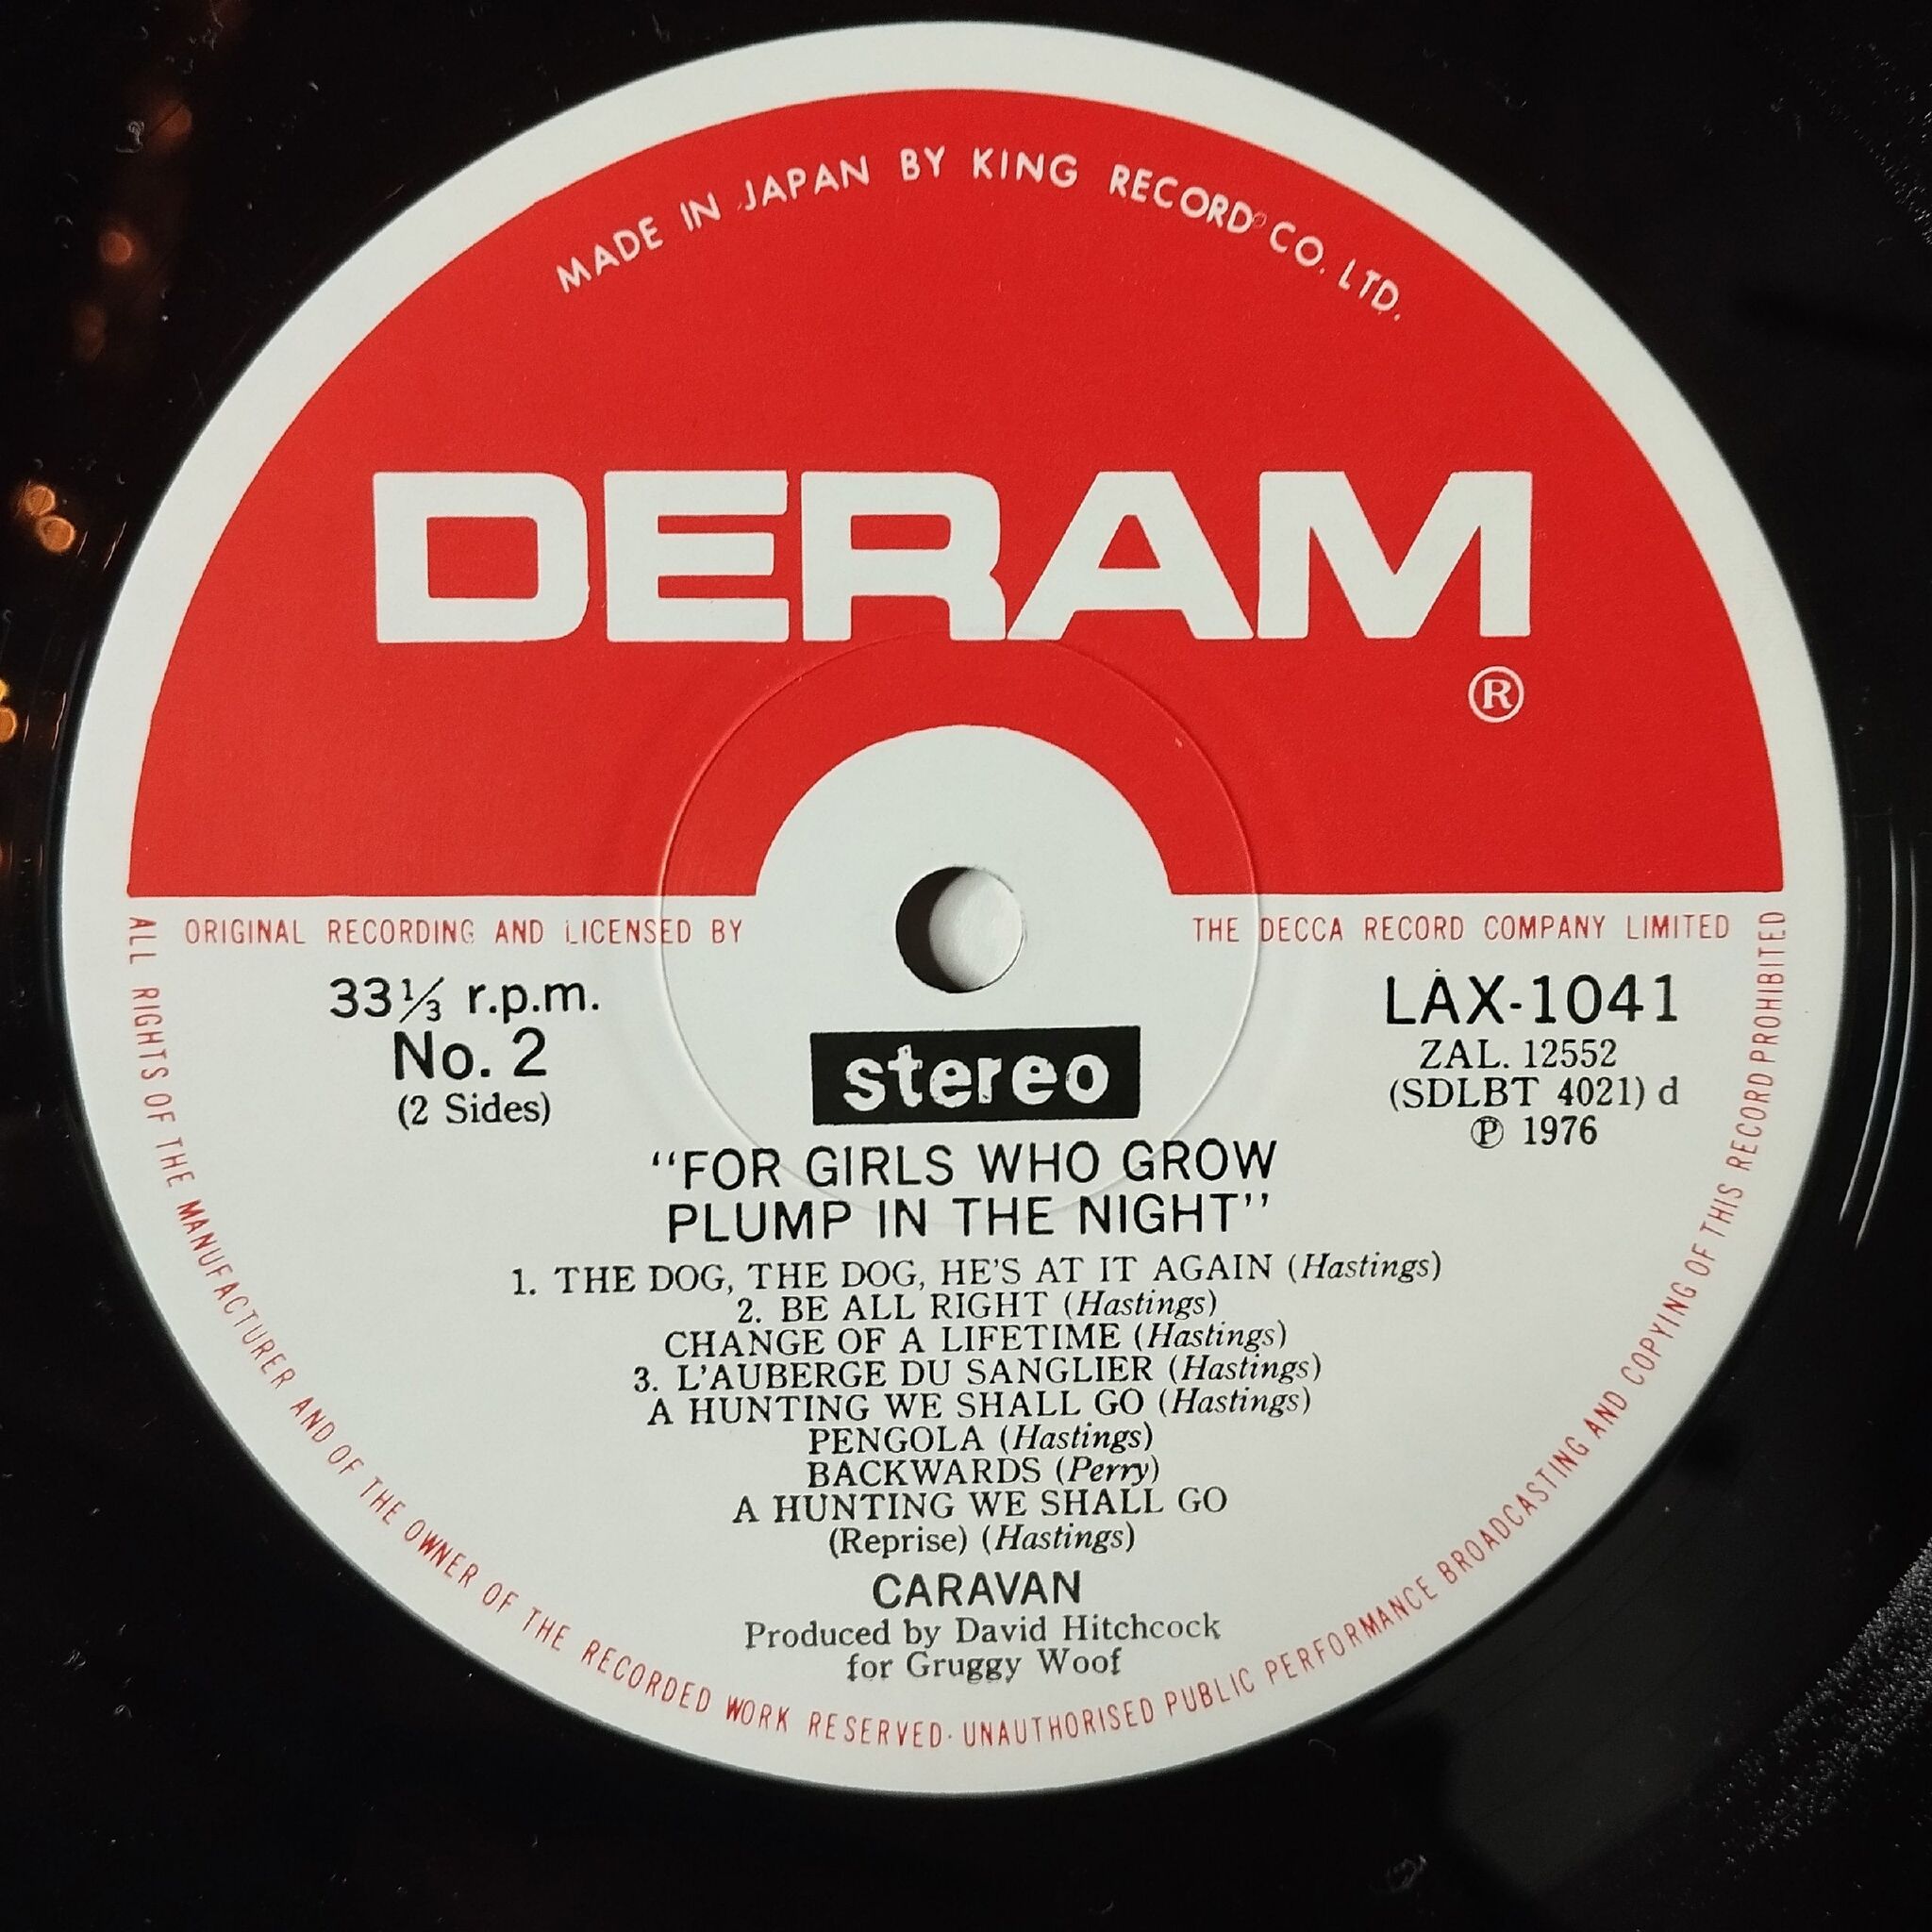 MADE IN JAPAN BY KING RECORD CO. LTD.
DERAM
®
ORIGINAL RECORDING AND LICENSED BY THE DECCA RECORD COMPANY LIMITED
33⅓ r.p.m.
No. 2
(2 Sides)
stereo
LAX-1041
ZAL. 12552
(SDLBT 4021) d
℗ 1976
“FOR GIRLS WHO GROW
PLUMP IN THE NIGHT”
1. THE DOG, THE DOG, HE'S AT IT AGAIN (Hastings)
2. BE ALL RIGHT (Hastings)
CHANGE OF A LIFETIME (Hastings)
3. L'AUBERGE DU SANGLIER (Hastings)
A HUNTING WE SHALL GO (Hastings)
PENGOLA (Hastings)
BACKWARDS (Perry)
A HUNTING WE SHALL GO
(Reprise) (Hastings)
CARAVAN
Produced by David Hitchcock
for Gruggy Woof
ALL RIGHTS OF THE MANUFACTURER AND OF THE OWNER OF THE RECORDED WORK RESERVED· UNAUTHORISED PUBLIC PERFORMANCE BROADCASTING AND COPYING OF THIS RECORD PROHIBITED